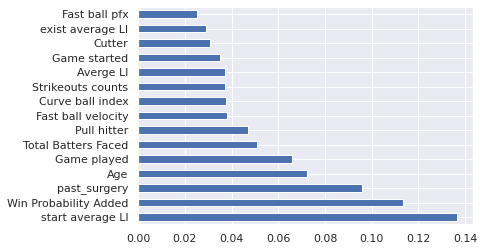 Fast ball pfx
exist average LI
Cutter
Game started
Averge LI
Strikeouts counts
Curve ball index
Fast ball velocity
Pull hitter
Total Batters Faced
Game played
Age
past_surgery
Win Probability Added
start average LI
0.00 0.02 0.04 0.06 0.08 0.10 0.12 0.14